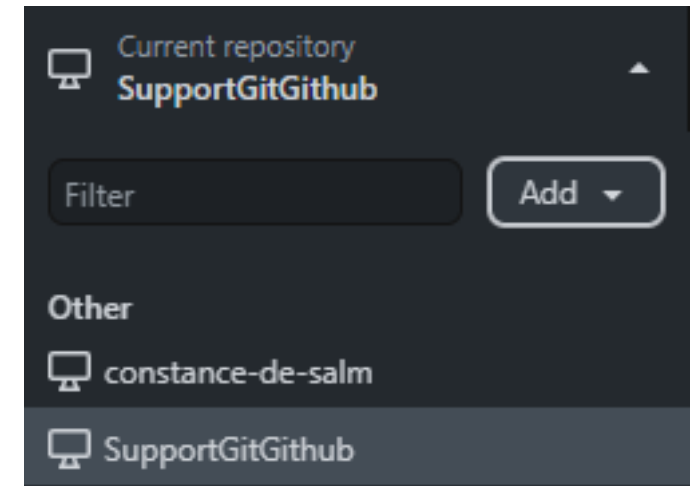 Current repository
SupportGitGithub
Filter
Add
Other
constance-de-salm
SupportGitGithub